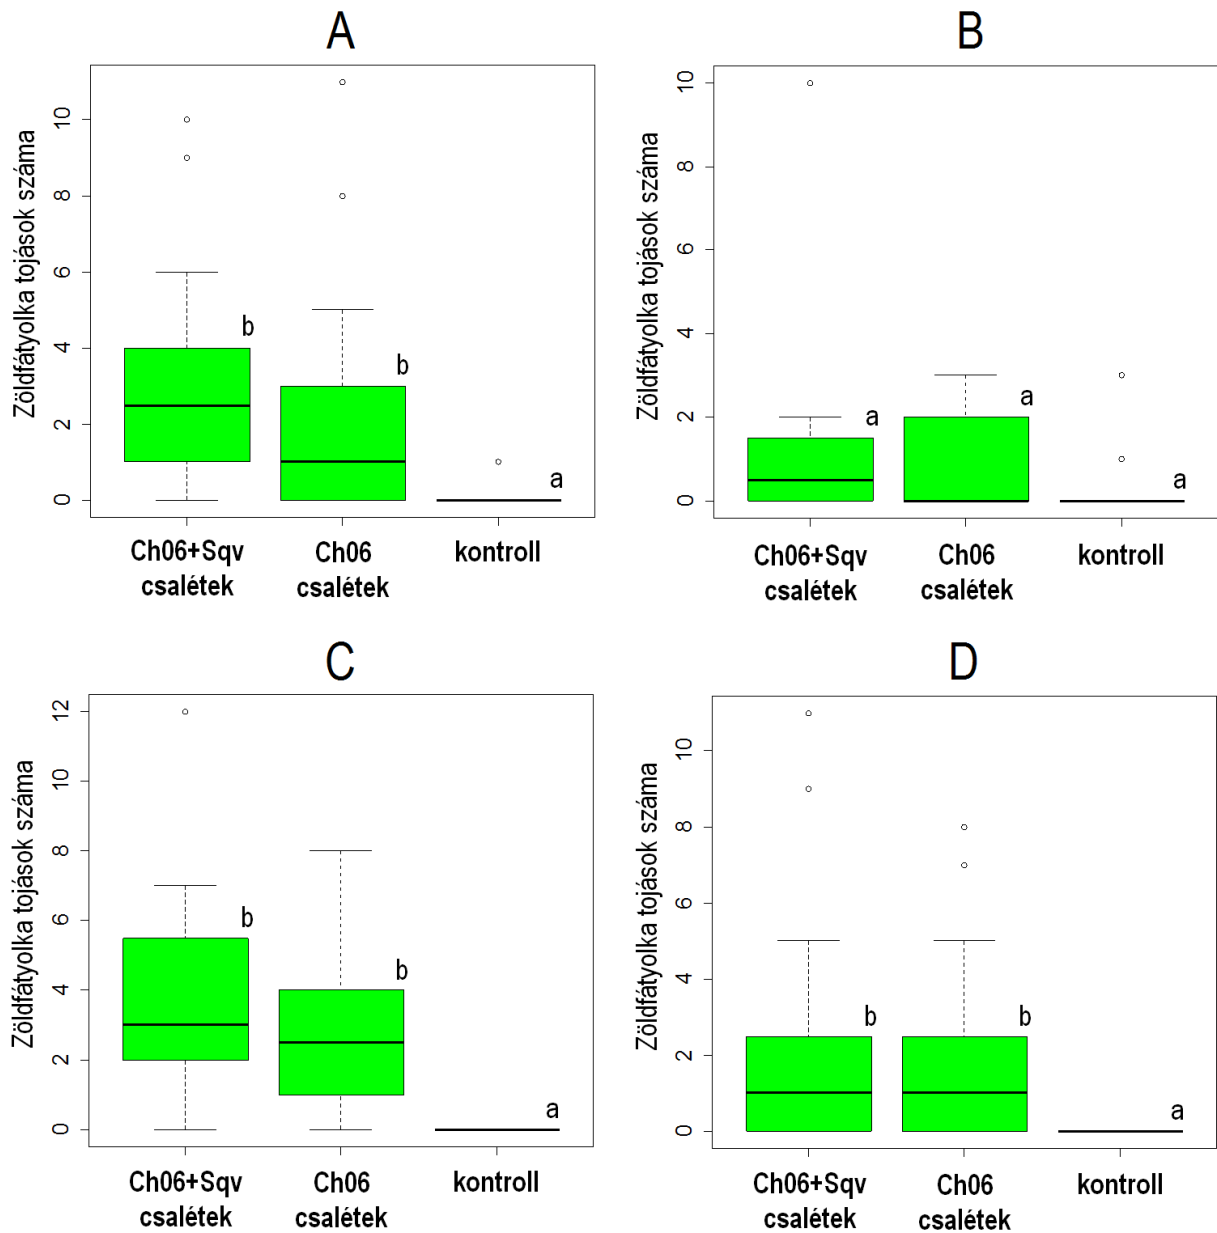 A
Zöldfátyolka tojások száma
10
8
6
4
2
0
b
b
a
Ch06+Sqv
csalétek
Ch06
csalétek
kontroll
B
Zöldfátyolka tojások száma
10
8
6
4
2
0
a
a
a
Ch06+Sqv
csalétek
Ch06
csalétek
kontroll
C
Zöldfátyolka tojások száma
12
10
8
6
4
2
0
b
b
a
Ch06+Sqv
csalétek
Ch06
csalétek
kontroll
D
Zöldfátyolka tojások száma
10
8
6
4
2
0
b
b
a
Ch06+Sqv
csalétek
Ch06
csalétek
kontroll